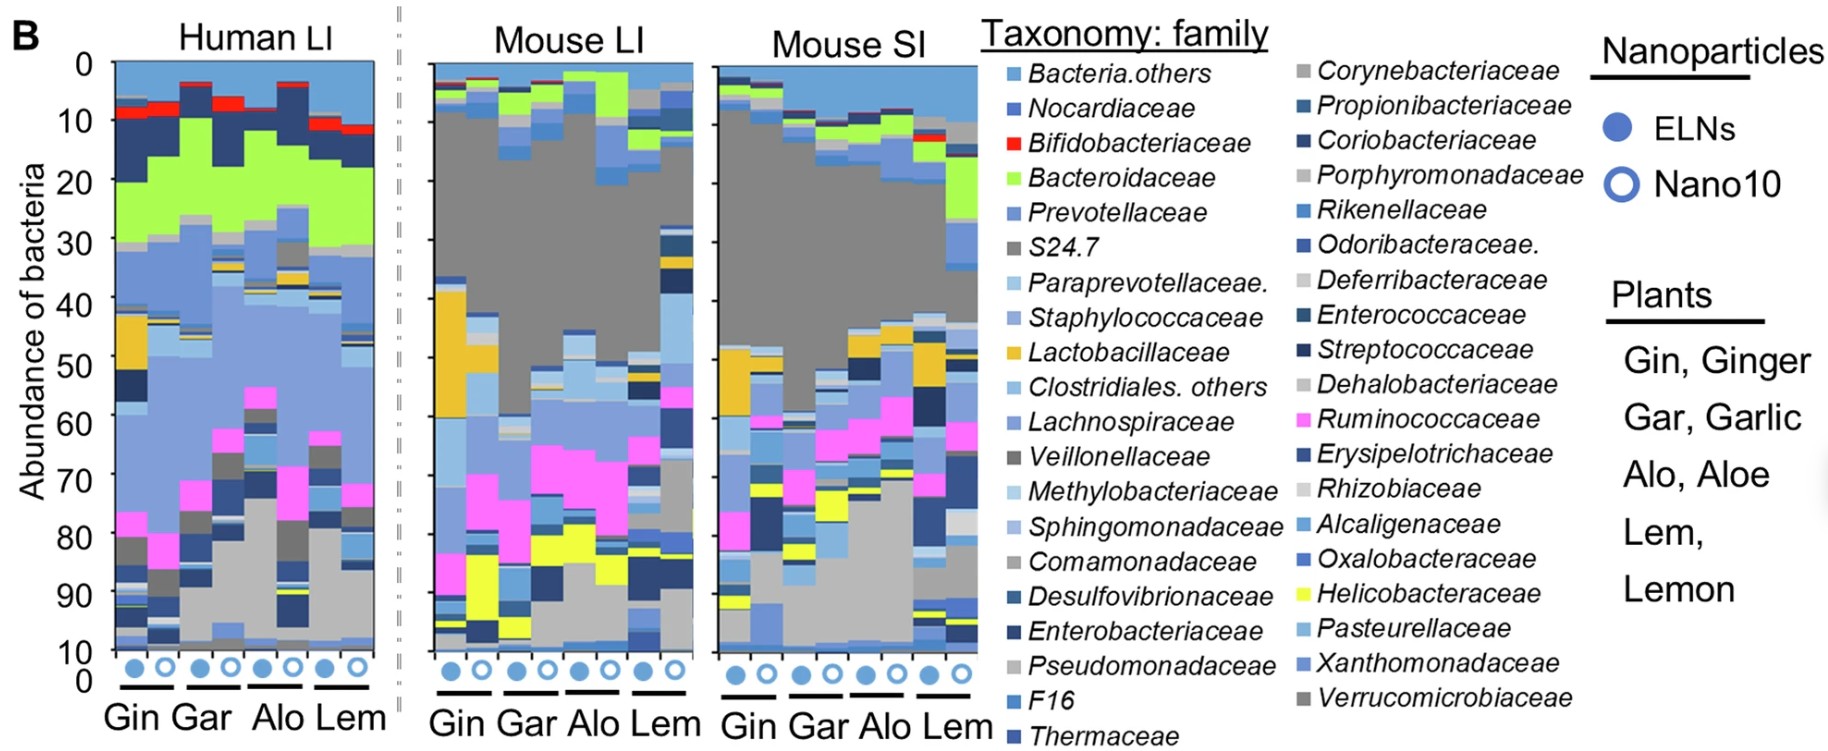 B
Human LI
Mouse LI
Mouse SI
Abundance of bacteria
0
10
20
30
40
50
60
70
80
90
10
0
Gin Gar Alo Lem
Gin Gar Alo Lem
Gin Gar Alo Lem
Taxonomy: family
Bacteria.others
Nocardiaceae
Bifidobacteriaceae
Bacteroidaceae
Prevotellaceae
S24.7
Paraprevotellaceae.
Staphylococcaceae
Lactobacillaceae
Clostridiales. others
Lachnospiraceae
Veillonellaceae
Methylobacteriaceae
Sphingomonadaceae
Comamonadaceae
Desulfovibrionaceae
Enterobacteriaceae
Pseudomonadaceae
F16
Thermaceae
Corynebacteriaceae
Propionibacteriaceae
Coriobacteriaceae
Porphyromonadaceae
Rikenellaceae
Odoribacteraceae.
Deferribacteraceae
Enterococcaceae
Streptococcaceae
Dehalobacteriaceae
Ruminococcaceae
Erysipelotrichaceae
Rhizobiaceae
Alcaligenaceae
Oxalobacteraceae
Helicobacteraceae
Pasteurellaceae
Xanthomonadaceae
Verrucomicrobiaceae
Nanoparticles
ELNs
Nano10
Plants
Gin, Ginger
Gar, Garlic
Alo, Aloe
Lem,
Lemon